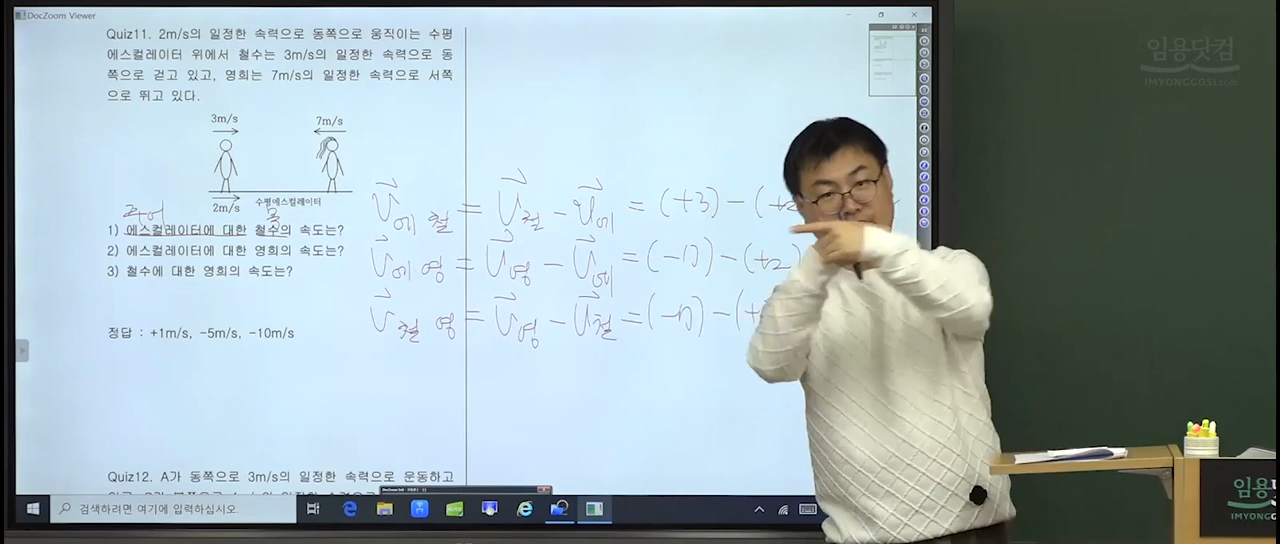 DocZoom Viewer
Quiz11. 2m/s의 일정한 속력으로 동쪽으로 움직이는 수평
에스컬레이터 위에서 철수는 3m/s의 일정한 속력으로 동
쪽으로 걷고 있고, 영희는 7m/s의 일정한 속력으로 서쪽
으로 뛰고 있다.
3m/s 7m/s
수평에스컬레이터
2m/s
1) 에스컬레이터에 대한 철수의 속도는?
2) 에스컬레이터에 대한 영희의 속도는?
3) 철수에 대한 영희의 속도는?
정답 : +1m/s, -5m/s, -10m/s
V에철 = V철 - V에 = (+3) - (+2
V에영 = V영 - V에 = (-7) - (+2)
V철영 = V영 - V철 = (-7) - (+
Quiz12. A가 동쪽으로 3m/s의 일정한 속력으로 운동하고
검색하려면 여기에 입력하십시오.
임용닷컴
IMYONGGOSI.com
임용
IMYONG